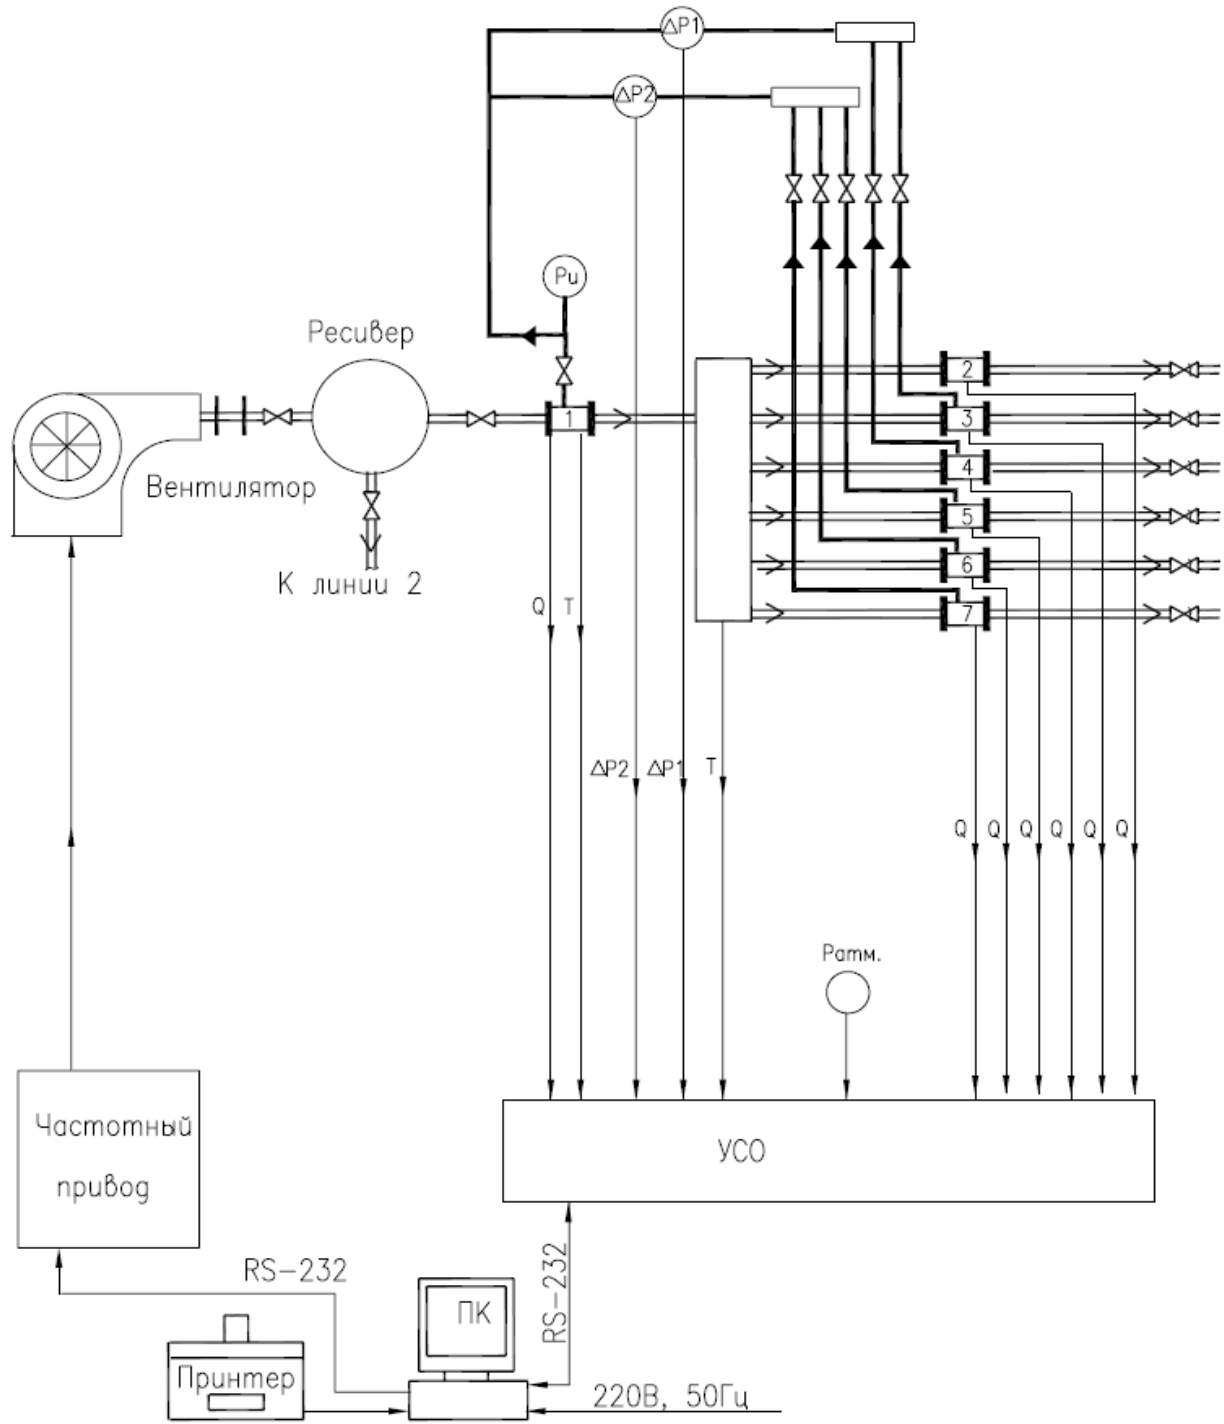 ΔP1
ΔP2
Pu
Ресивер
1
2
3
4
5
6
7
Вентилятор
К линии 2
Q
T
ΔP2
ΔP1
T
Q
Q
Q
Q
Q
Q
Pатм.
Частотный
привод
УСО
RS-232
RS-232
ПК
Принтер
220В, 50Гц